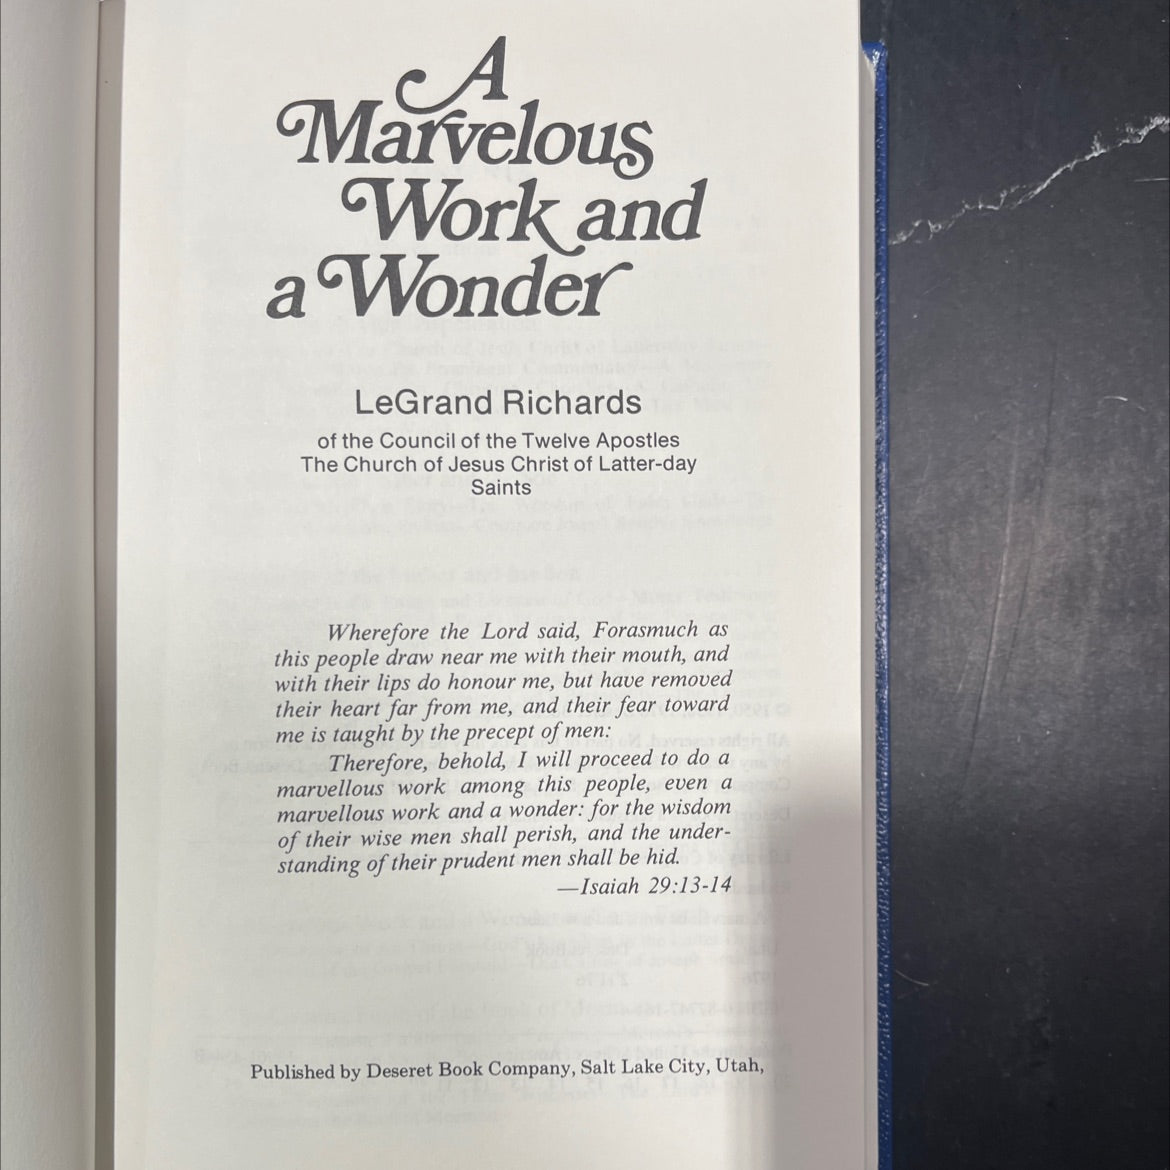 A
Marvelous
Work and
a Wonder
LeGrand Richards
of the Council of the Twelve Apostles
The Church of Jesus Christ of Latter-day
Saints
Wherefore the Lord said, Forasmuch as
this people draw near me with their mouth, and
with their lips do honour me, but have removed
their heart far from me, and their fear toward
me is taught by the precept of men:
Therefore, behold, I will proceed to do a
marvellous work among this people, even a
marvellous work and a wonder: for the wisdom
of their wise men shall perish, and the under-
standing of their prudent men shall be hid.
—Isaiah 29:13-14
Published by Deseret Book Company, Salt Lake City, Utah,